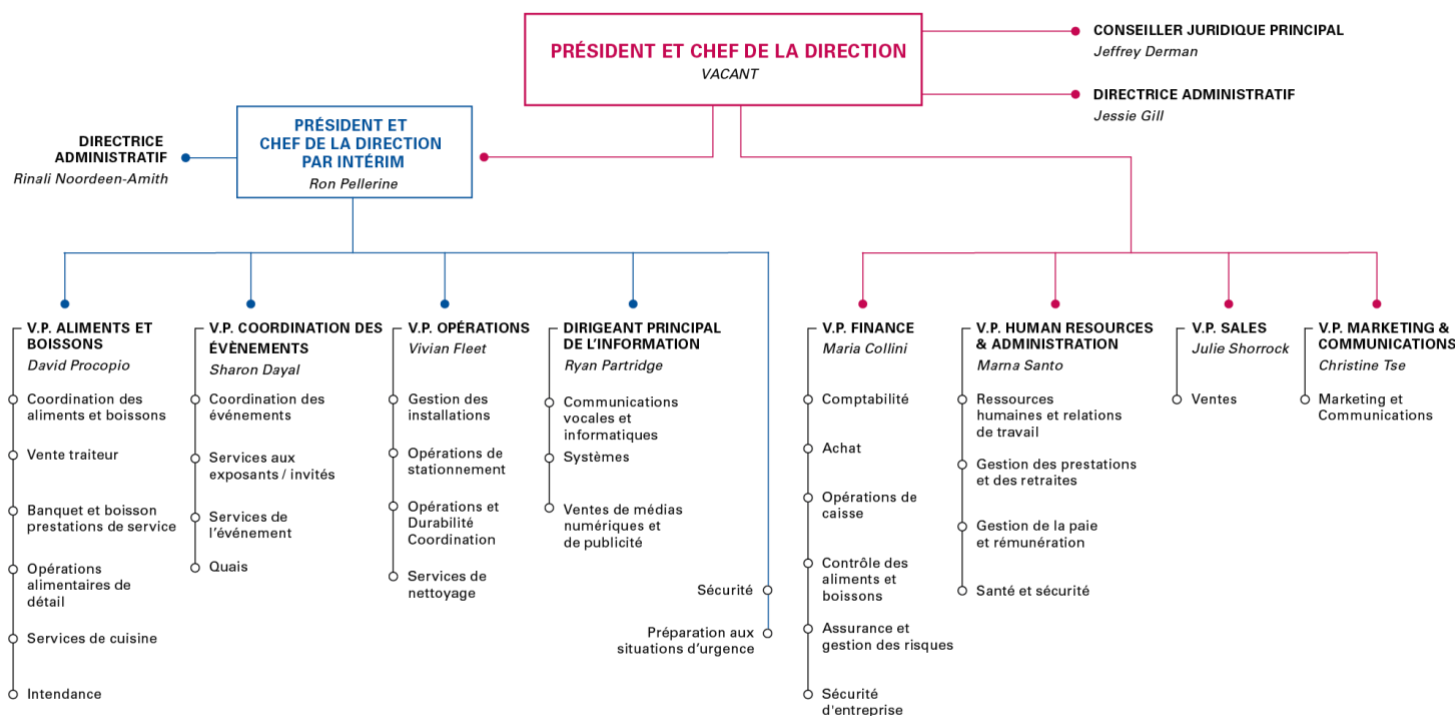 PRÉSIDENT ET CHEF DE LA DIRECTION
VACANT
CONSEILLER JURIDIQUE PRINCIPAL
Jeffrey Derman
DIRECTRICE ADMINISTRATIF
Jessie Gill
DIRECTRICE
ADMINISTRATIF
Rinali Noordeen-Amith
PRÉSIDENT ET
CHEF DE LA DIRECTION
PAR INTÉRIM
Ron Pellerine
V.P. ALIMENTS ET
BOISSONS
David Procopio
Coordination des
aliments et boissons
Vente traiteur
Banquet et boisson
prestations de service
Opérations
alimentaires de
détail
Services de cuisine
Intendance
V.P. COORDINATION DES
ÉVÈNEMENTS
Sharon Dayal
Coordination des
événements
Services aux
exposants / invités
Services de
l'événement
Quais
V.P. OPÉRATIONS
Vivian Fleet
Gestion des
installations
Opérations de
stationnement
Opérations et
Durabilité
Coordination
Services de
nettoyage
DIRIGEANT PRINCIPAL
DE L'INFORMATION
Ryan Partridge
Communications
vocales et
informatiques
Systèmes
Ventes de médias
numériques et
de publicité
Sécurité
Préparation aux
situations d'urgence
V.P. FINANCE
Maria Collini
Comptabilité
Achat
Opérations de
caisse
Contrôle des
aliments et
boissons
Assurance et
gestion des risques
Sécurité
d'entreprise
V.P. HUMAN RESOURCES
& ADMINISTRATION
Marna Santo
Ressources
humaines et relations
de travail
Gestion des prestations
et des retraites
Gestion de la paie
et rémunération
Santé et sécurité
V.P. SALES
Julie Shorrock
Ventes
V.P. MARKETING &
COMMUNICATIONS
Christine Tse
Marketing et
Communications